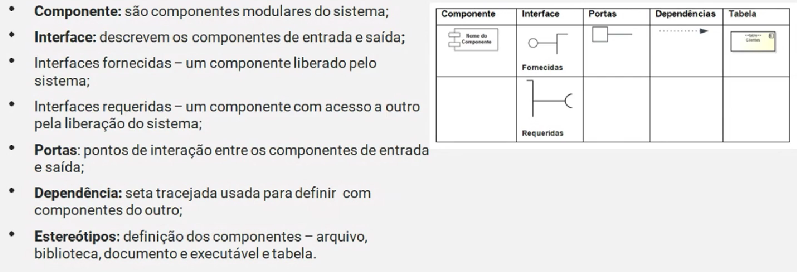 • Componente: são componentes modulares do sistema;
• Interface: descrevem os componentes de entrada e saída;
• Interfaces fornecidas – um componente liberado pelo
sistema;
• Interfaces requeridas – um componente com acesso a outro
pela liberação do sistema;
• Portas: pontos de interação entre os componentes de entrada
e saída;
• Dependência: seta tracejada usada para definir com
componentes do outro;
• Estereótipos: definição dos componentes – arquivo,
biblioteca, documento e executável e tabela.
Componente Interface Portas Dependências Tabela
Nome do
Componente
Fornecidas
Requeridas